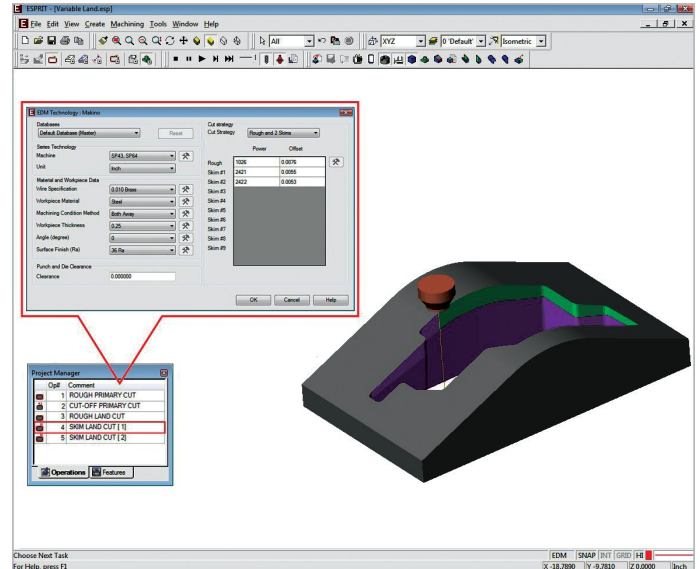 ESPRIT - [Variable Land.esp]
File Edit View Create Machining Tools Window Help
All XYZ 0 'Default' Isometric
EDM Technology : Makino
Databases
Default Database (Master) Reset
Series Technology
Machine SP43, SP64
Unit Inch
Material and Workpiece Data
Wire Specification 0.010 Brass
Workpiece Material Steel
Machining Condition Method Both Away
Workpiece Thickness 0.25
Angle (degree) 0
Surface Finish (Ra) 36 Ra
Punch and Die Clearance
Clearance 0.000000
Cut strategy
Cut Strategy Rough and 2 Skims
Power Offset
Rough 1026 0.0076
Skim #1 2421 0.0055
Skim #2 2422 0.0053
Skim #3
Skim #4
Skim #5
Skim #6
Skim #7
Skim #8
Skim #9
OK Cancel Help
Project Manager
Op# Comment
1 ROUGH PRIMARY CUT
2 CUT-OFF PRIMARY CUT
3 ROUGH LAND CUT
4 SKIM LAND CUT [ 1]
5 SKIM LAND CUT [ 2]
Operations Features
Choose Next Task EDM SNAP INT GRID HI
For Help, press F1 X -18.7890 Y -9.7810 Z 0.0000 Inch